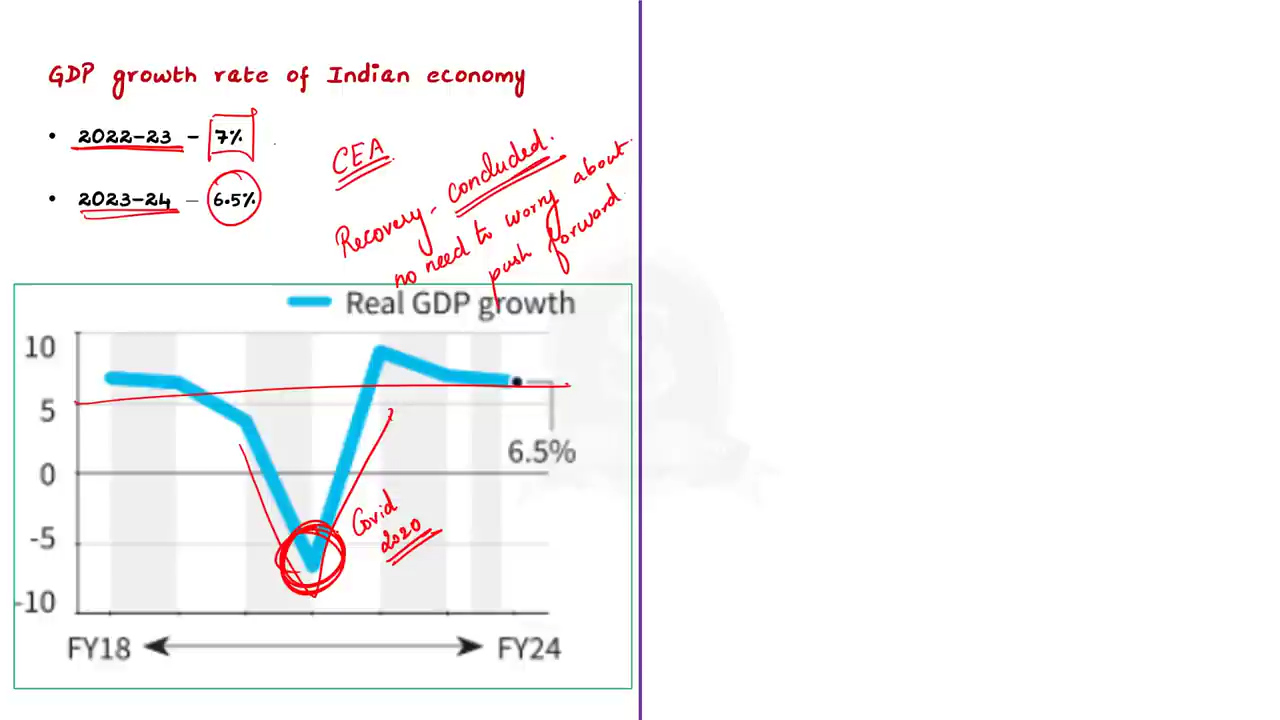 GDP growth rate of Indian economy
• 2022-23 - 7%
• 2023-24 - 6.5%
CEA
Recovery - concluded.
no need to worry about
push forward.
Real GDP growth
10
5
0
-5
-10
6.5%
Covid
2020
FY18
FY24